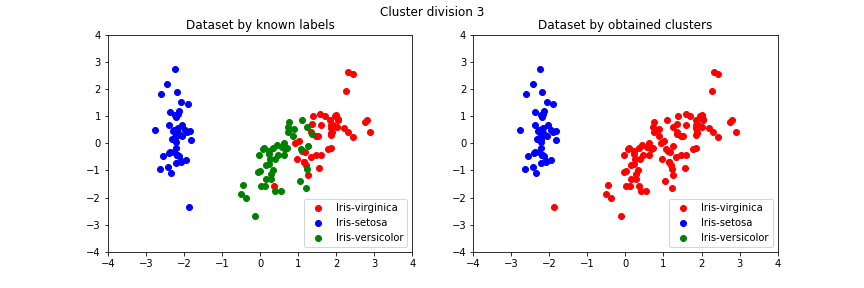 Cluster division 3
Dataset by known labels
4
3
2
1
0
−1
−2
−3
−4
−4 −3 −2 −1 0 1 2 3 4
Iris-virginica
Iris-setosa
Iris-versicolor
Dataset by obtained clusters
4
3
2
1
0
−1
−2
−3
−4
−4 −3 −2 −1 0 1 2 3 4
Iris-virginica
Iris-setosa
Iris-versicolor